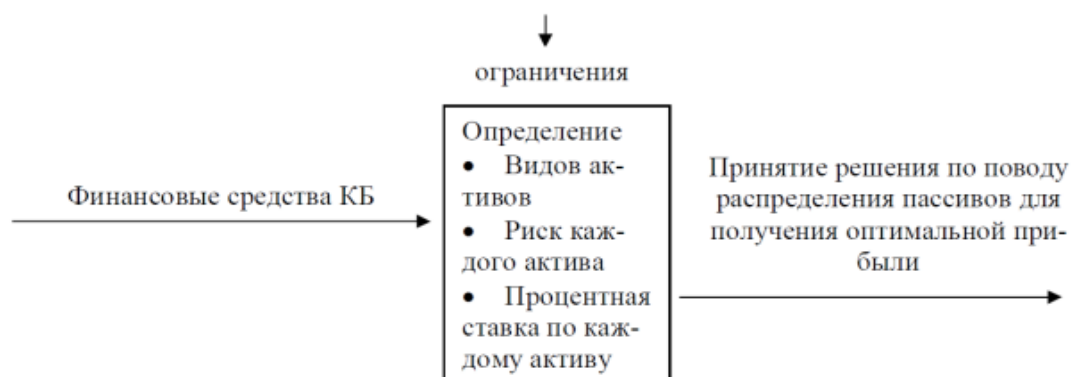 ограничения
Определение
• Видов ак-
тивов
• Риск каж-
дого актива
• Процентная
ставка по каж-
дому активу
Финансовые средства КБ
Принятие решения по поводу
распределения пассивов для
получения оптимальной при-
были